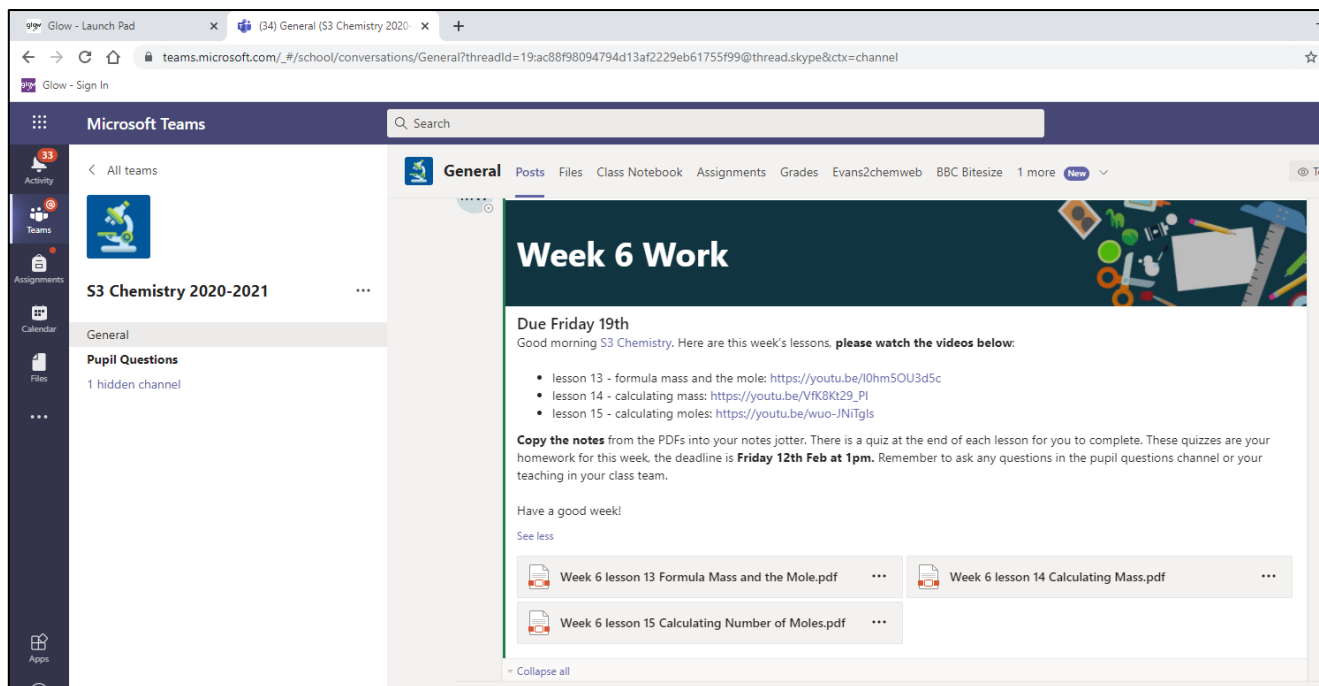 Glow - Launch Pad
(34) General (S3 Chemistry 2020-
teams.microsoft.com/_#/school/conversations/General?threadId=19:ac88f98094794d13af2229eb61755f99@thread.skype&ctx=channel
Glow - Sign In
Microsoft Teams
Search
33
Activity
Teams
Assignments
Calendar
Files
Apps
All teams
S3 Chemistry 2020-2021
General
Pupil Questions
1 hidden channel
General Posts Files Class Notebook Assignments Grades Evans2chemweb BBC Bitesize 1 more New
Week 6 Work
Due Friday 19th
Good morning S3 Chemistry. Here are this week's lessons, please watch the videos below:
• lesson 13 - formula mass and the mole: https://youtu.be/I0hm5OU3d5c
• lesson 14 - calculating mass: https://youtu.be/VfK8Kt29_PI
• lesson 15 - calculating moles: https://youtu.be/wuo-JNiTgIs
Copy the notes from the PDFs into your notes jotter. There is a quiz at the end of each lesson for you to complete. These quizzes are your
homework for this week, the deadline is Friday 12th Feb at 1pm. Remember to ask any questions in the pupil questions channel or your
teaching in your class team.
Have a good week!
See less
Week 6 lesson 13 Formula Mass and the Mole.pdf
Week 6 lesson 14 Calculating Mass.pdf
Week 6 lesson 15 Calculating Number of Moles.pdf
Collapse all